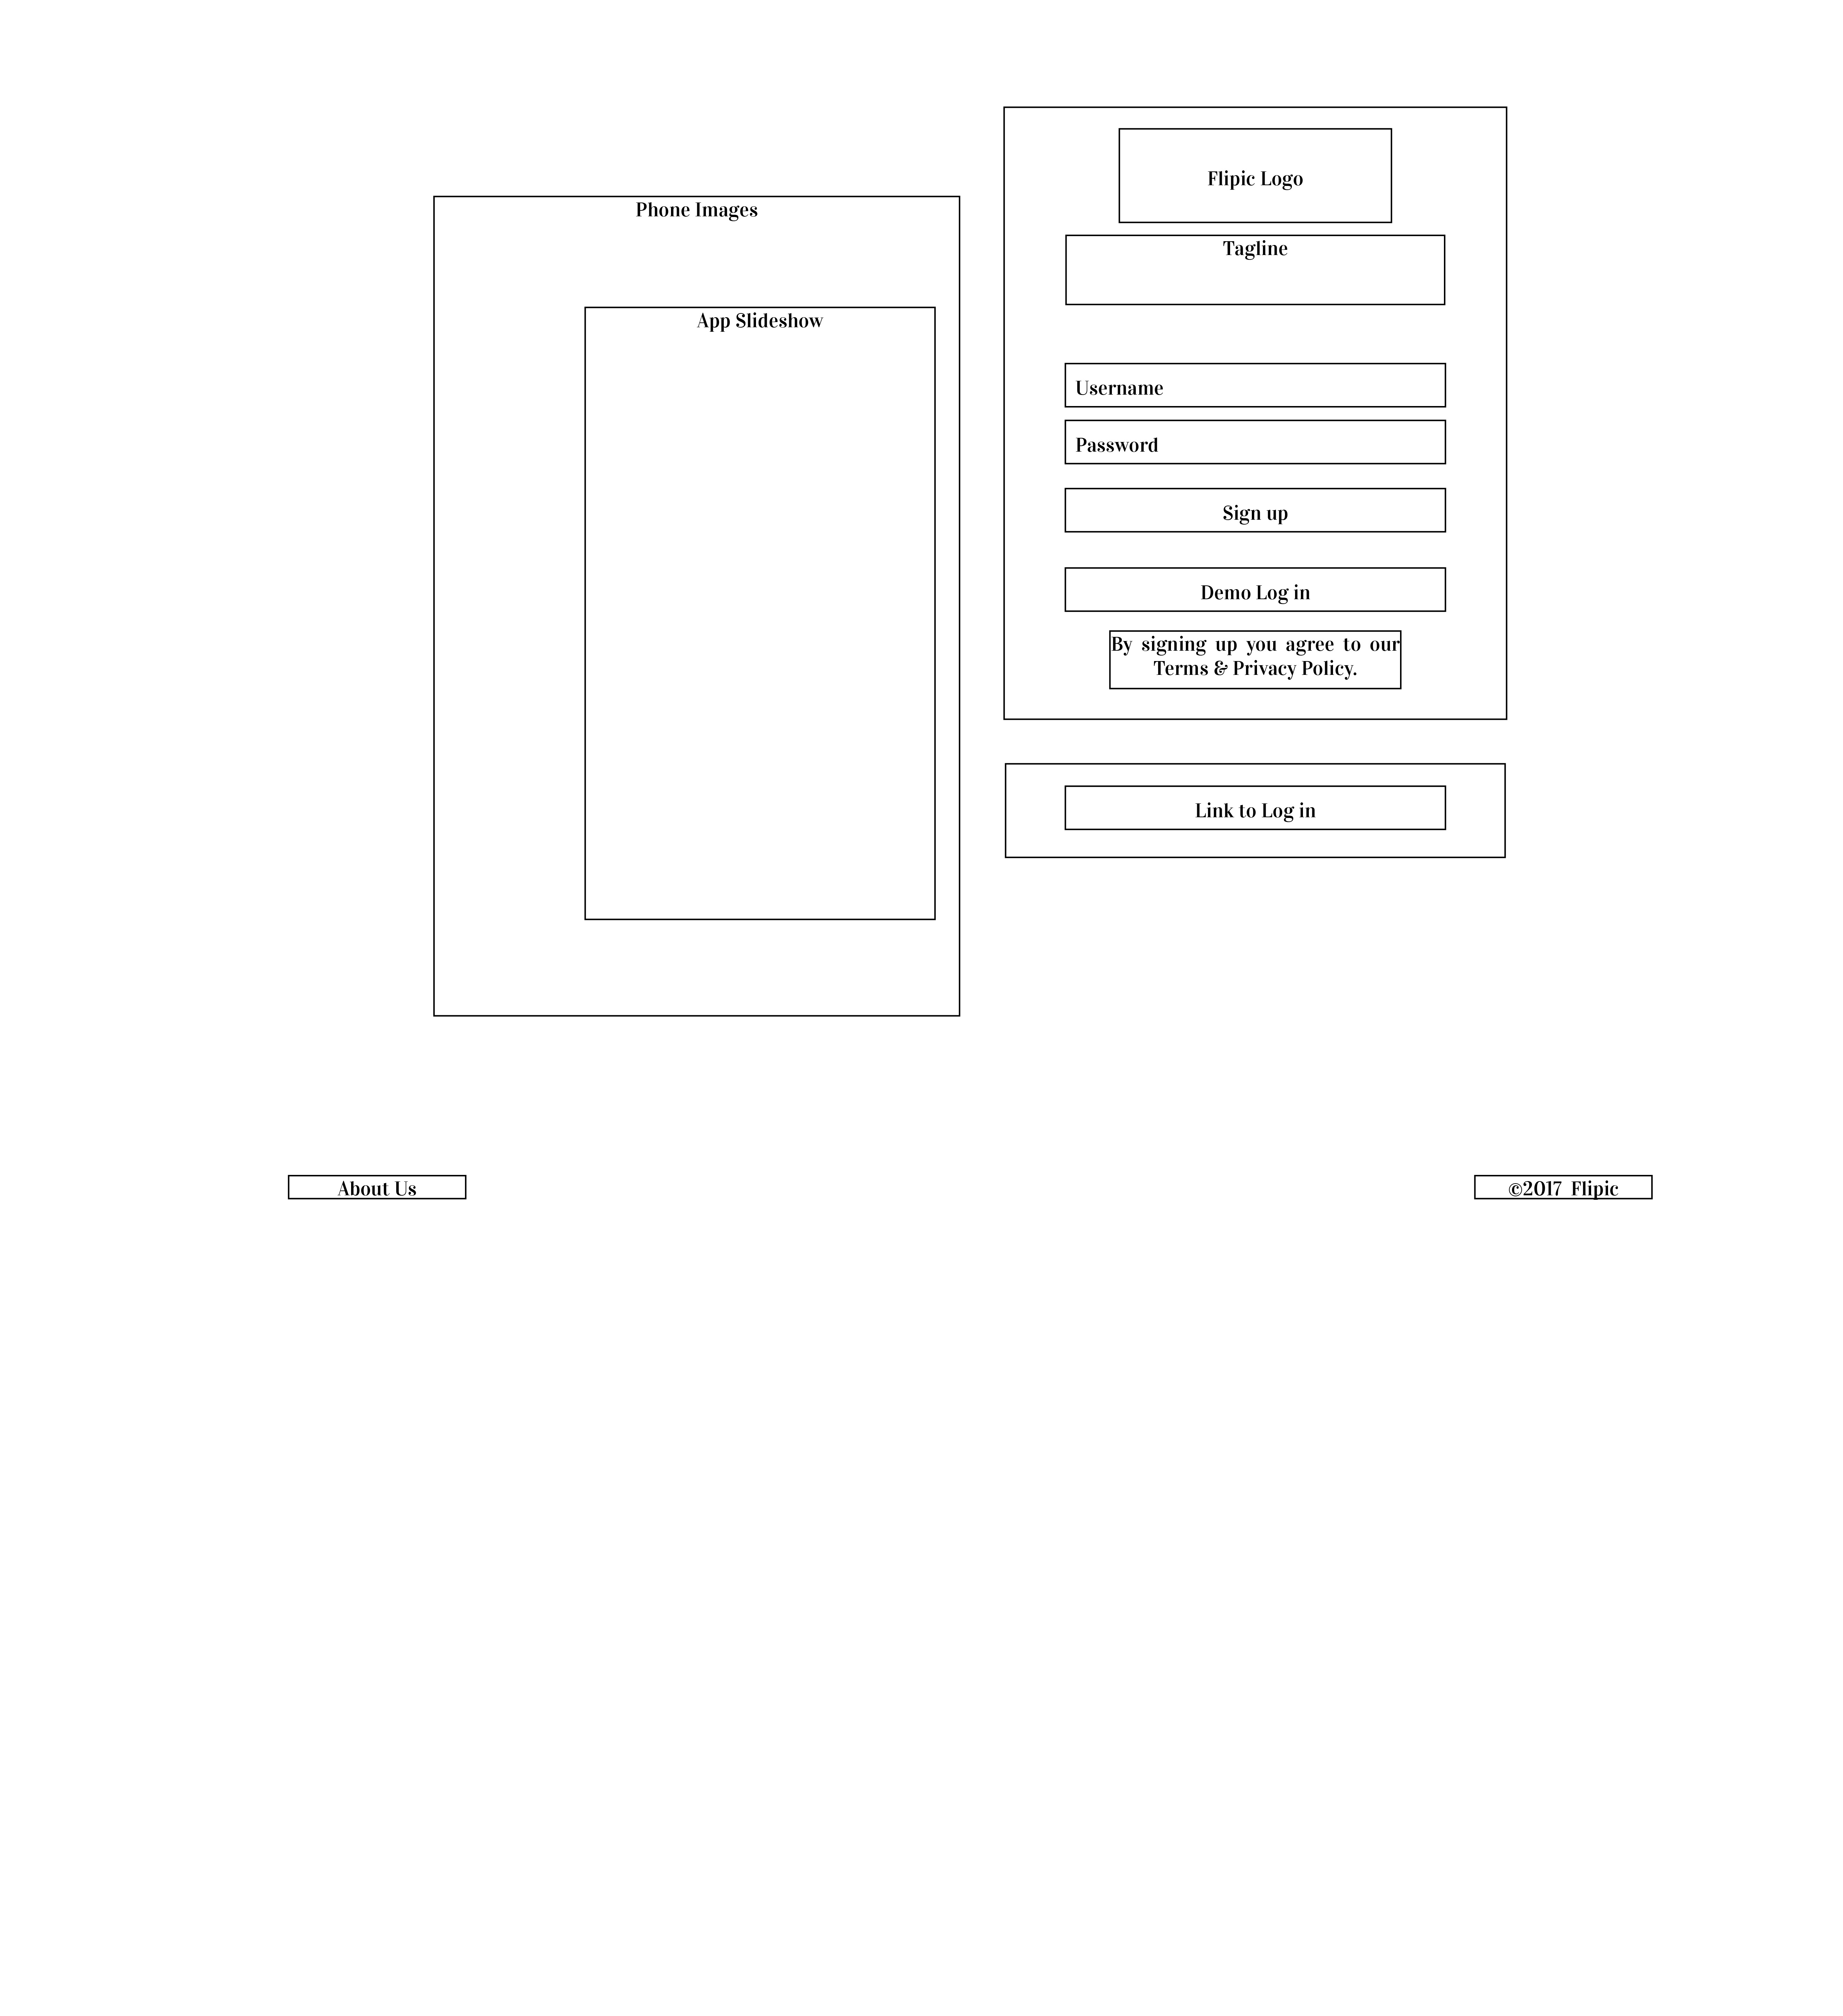 Phone Images
App Slideshow
Flipic Logo
Tagline
Username
Password
Sign up
Demo Log in
By signing up you agree to our
Terms & Privacy Policy.
Link to Log in
About Us
©2017 Flipic